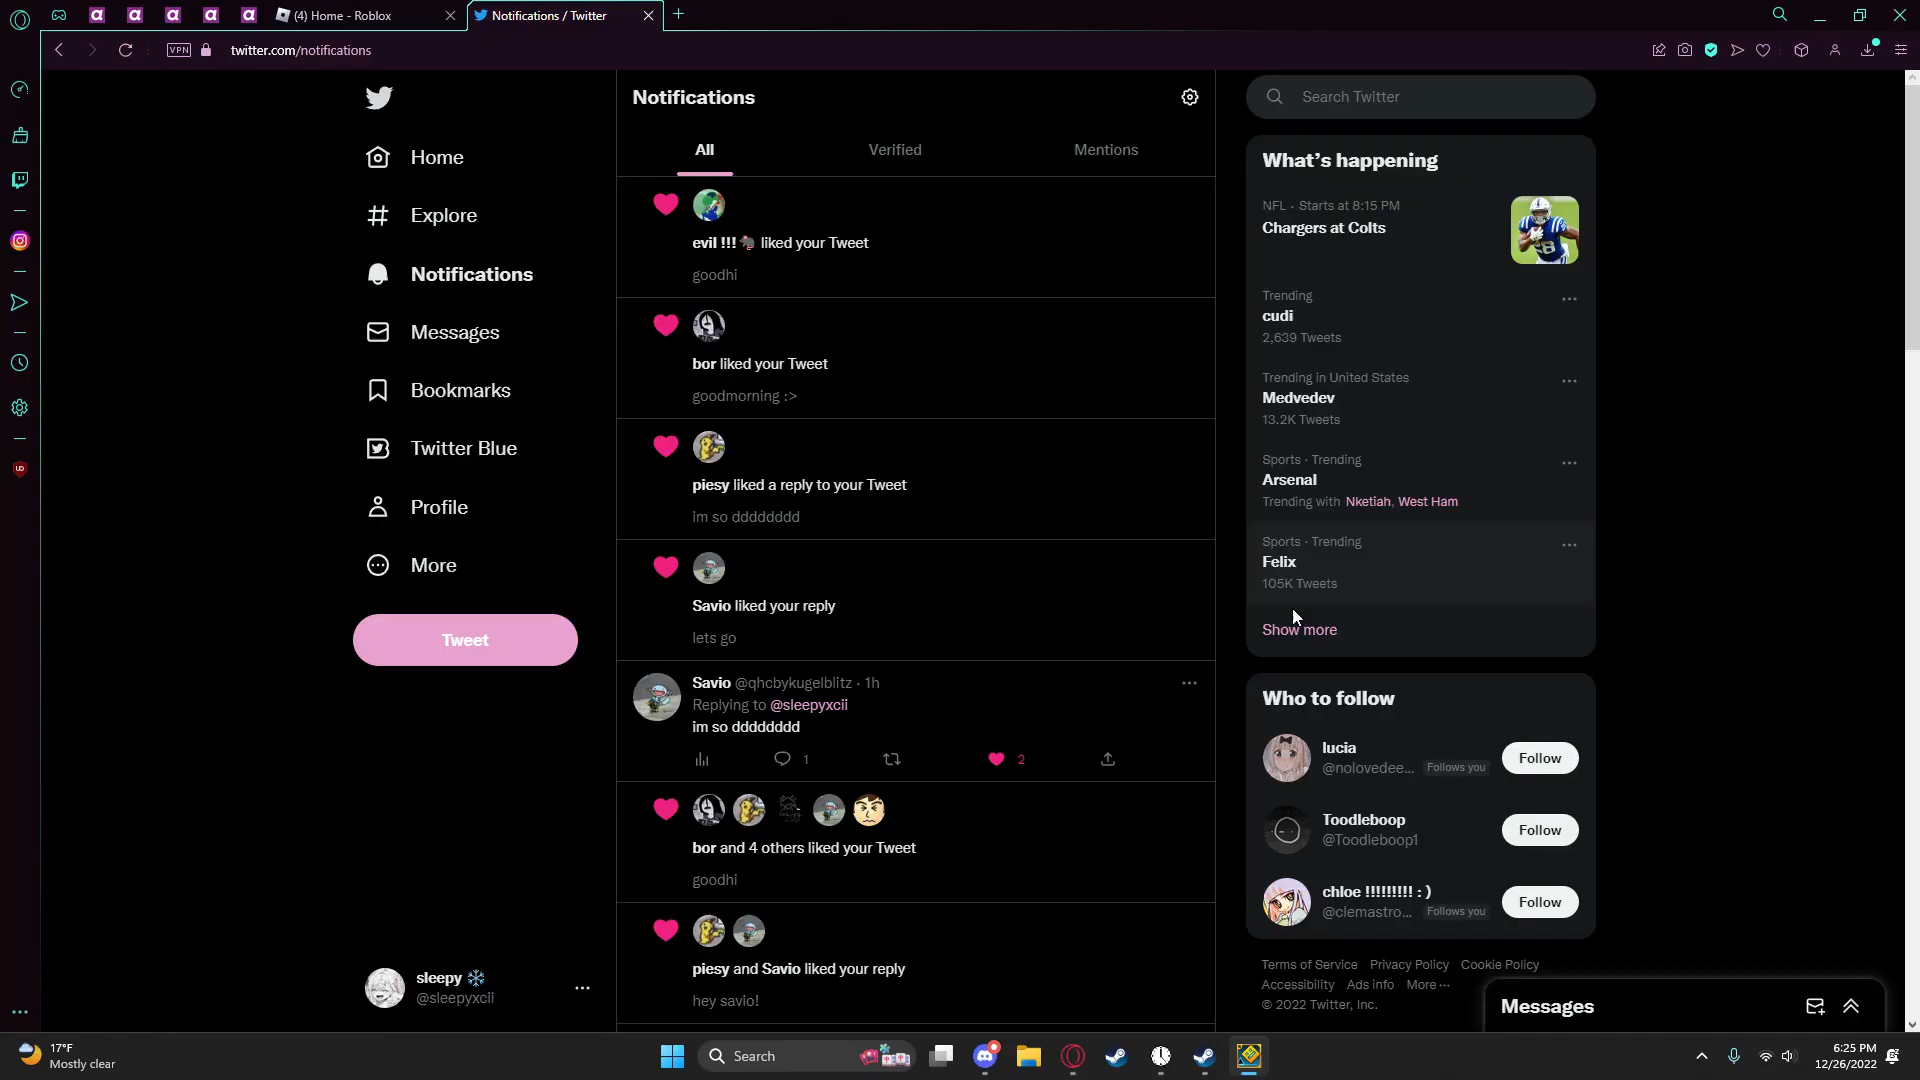 (4) Home - Roblox
Notifications / Twitter
VPN
twitter.com/notifications
Home
Explore
Notifications
Messages
Bookmarks
Twitter Blue
Profile
More
Tweet
sleepy ❄️
@sleepyxcii
Notifications
All
Verified
Mentions
evil !!! 🐀 liked your Tweet
goodhi
bor liked your Tweet
goodmorning :>
piesy liked a reply to your Tweet
im so dddddddd
Savio liked your reply
lets go
Savio @qhcbykugelblitz · 1h
Replying to @sleepyxcii
im so dddddddd
1
2
bor and 4 others liked your Tweet
goodhi
piesy and Savio liked your reply
hey savio!
Search Twitter
What's happening
NFL · Starts at 8:15 PM
Chargers at Colts
Trending
cudi
2,639 Tweets
Trending in United States
Medvedev
13.2K Tweets
Sports · Trending
Arsenal
Trending with Nketiah, West Ham
Sports · Trending
Felix
105K Tweets
Show more
Who to follow
lucia
@nolovedee... Follows you
Follow
Toodleboop
@Toodleboop1
Follow
chloe !!!!!!!!! : )
@clemastro... Follows you
Follow
Terms of Service Privacy Policy Cookie Policy
Accessibility Ads info More ···
© 2022 Twitter, Inc.
Messages
17°F
Mostly clear
Search
6:25 PM
12/26/2022